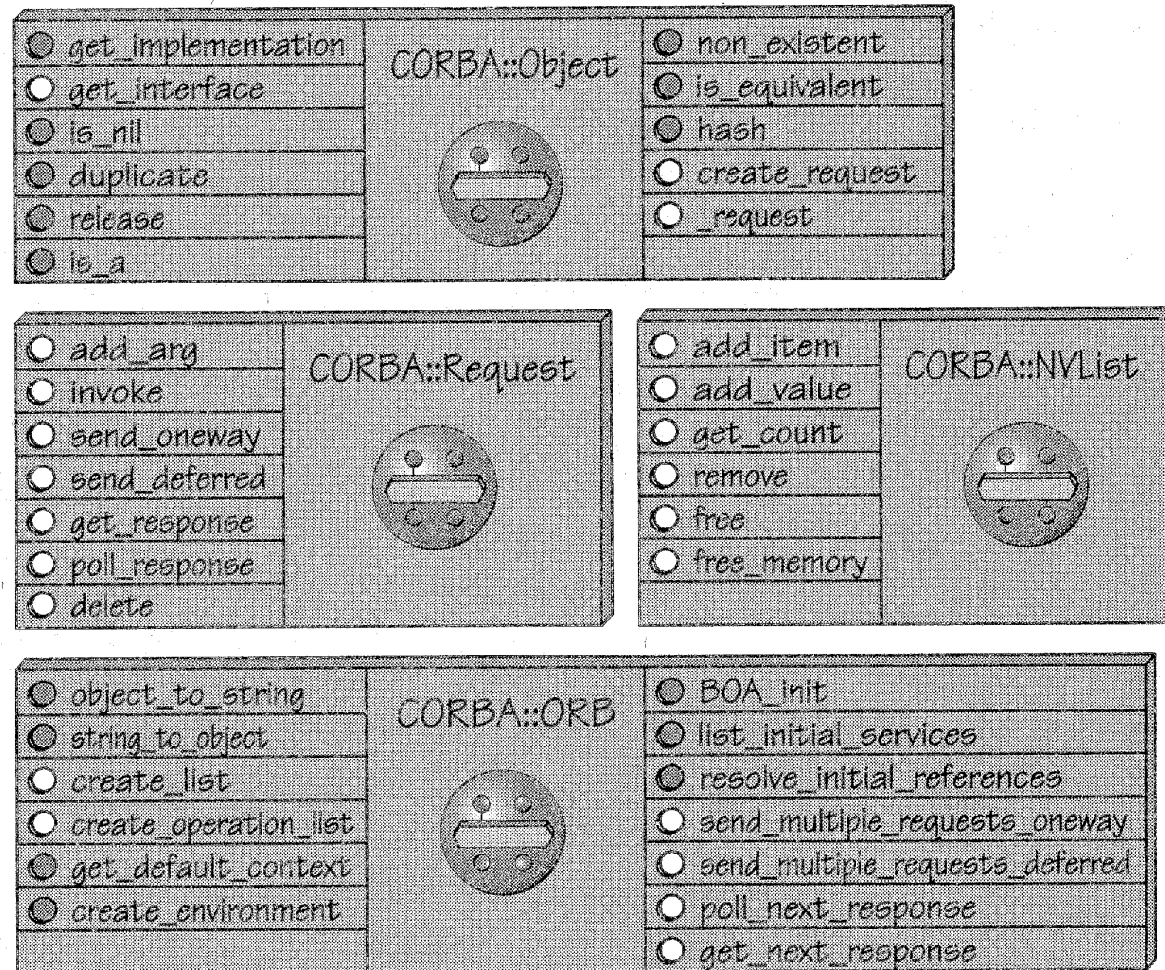 get_implementation
get_interface
is_nil
duplicate
release
is_a
CORBA::Object
non_existent
is_equivalent
hash
create_request
_request
add_arg
invoke
send_oneway
send_deferred
get_response
poll_response
delete
CORBA::Request
add_item
add_value
get_count
remove
free
free_memory
CORBA::NVList
object_to_string
string_to_object
create_list
create_operation_list
get_default_context
create_environment
CORBA::ORB
BOA_init
list_initial_services
resolve_initial_references
send_multiple_requests_oneway
send_multiple_requests_deferred
poll_next_response
get_next_response